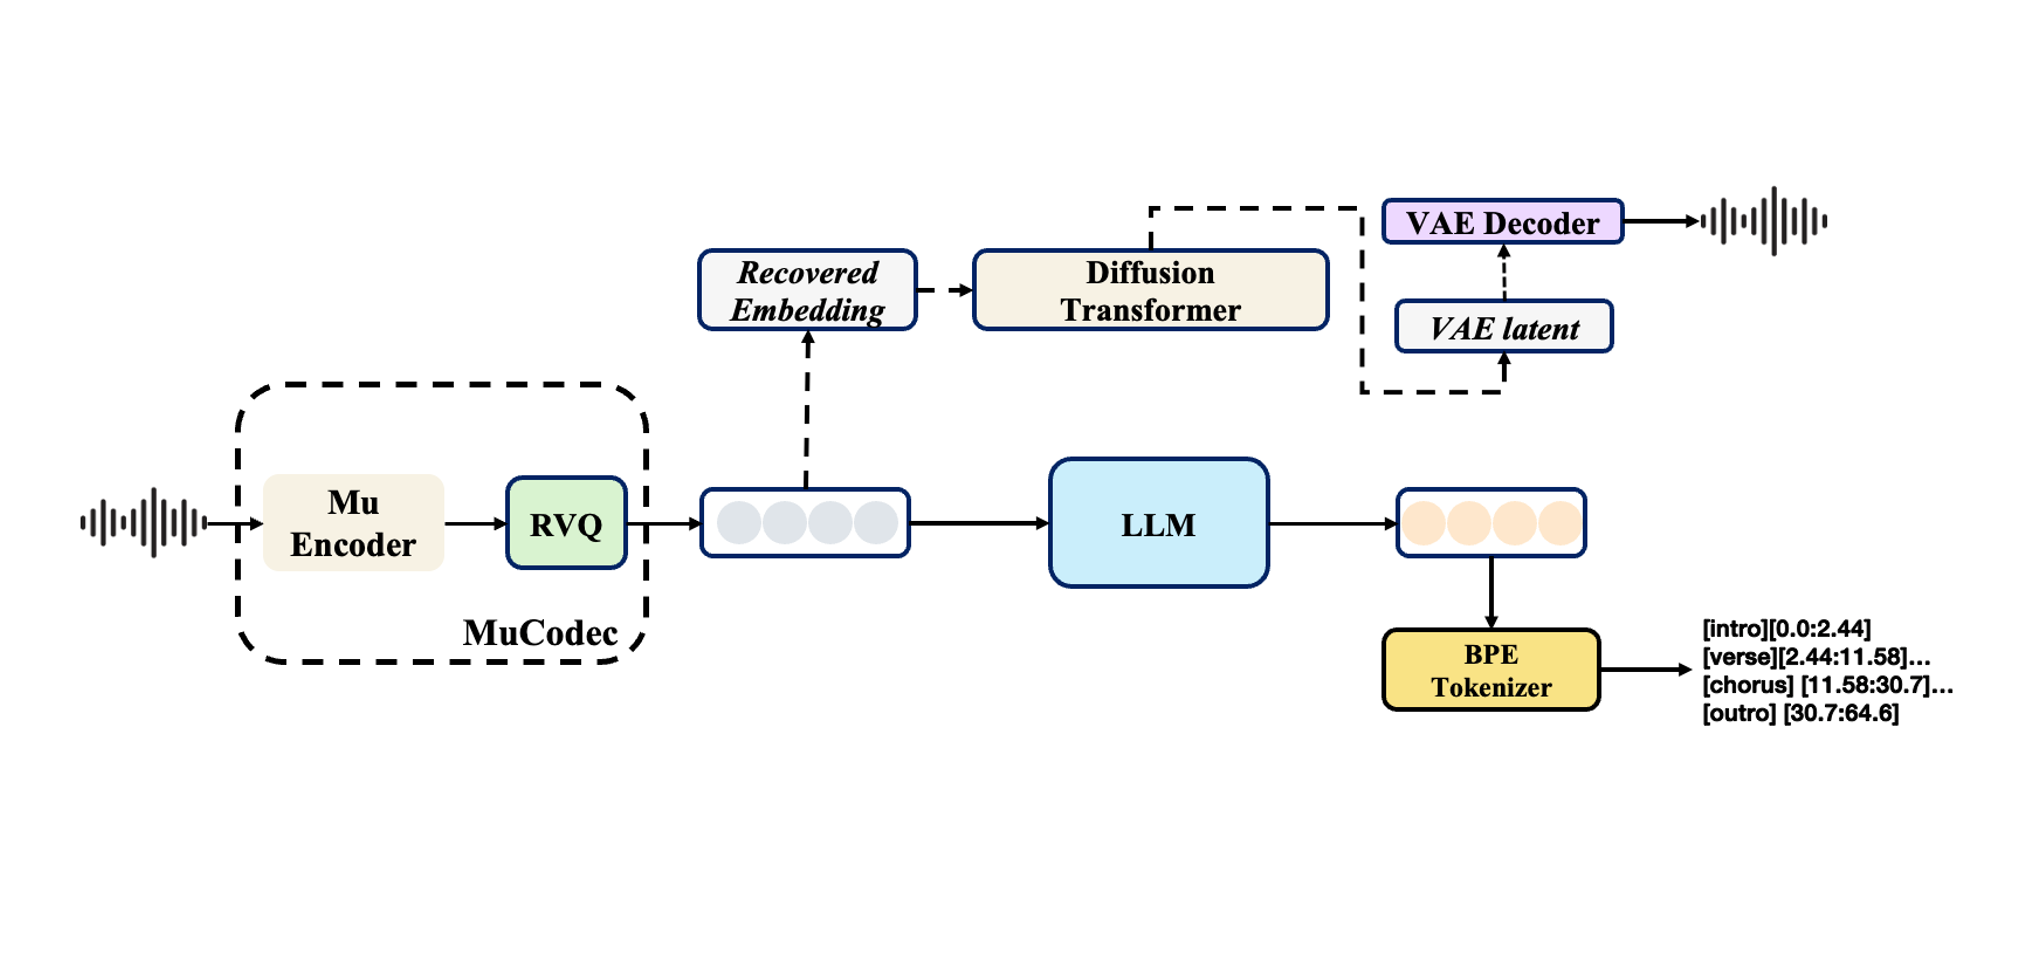 VAE Decoder
Recovered
Embedding
Diffusion
Transformer
VAE latent
Mu
Encoder
RVQ
LLM
MuCodec
BPE
Tokenizer
[intro][0.0:2.44]
[verse][2.44:11.58]...
[chorus] [11.58:30.7]...
[outro] [30.7:64.6]